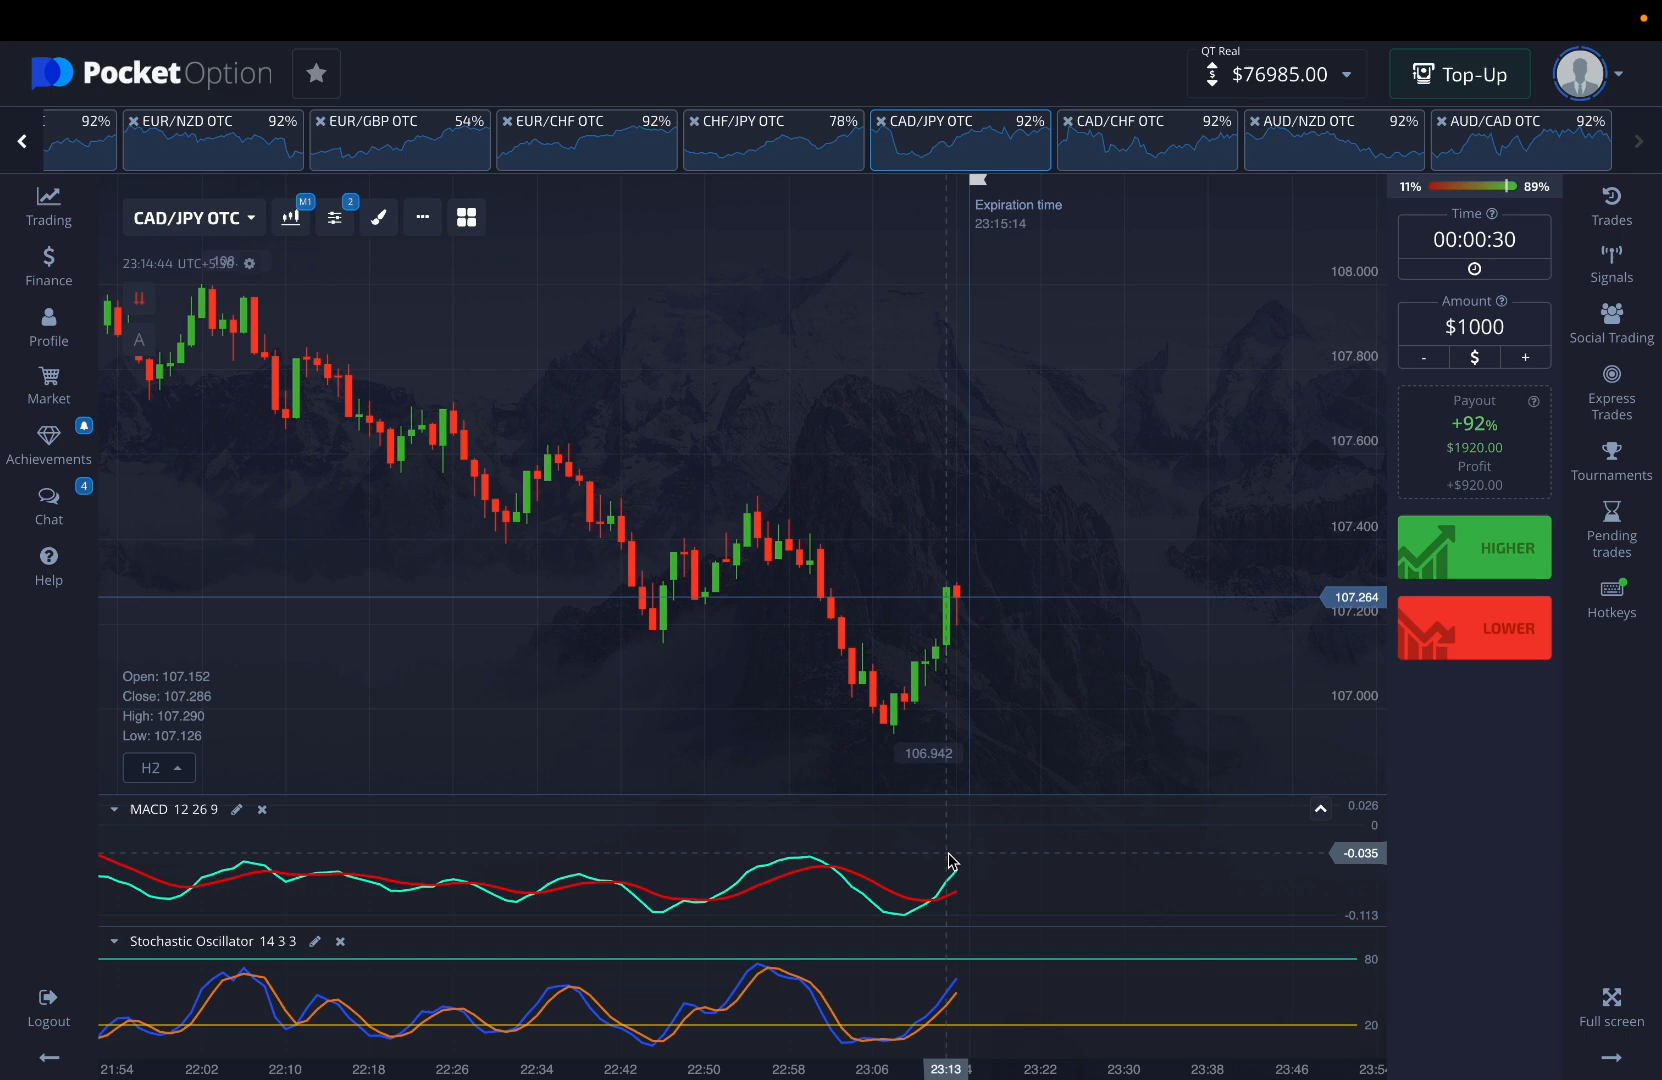 PocketOption
QT Real
$76985.00
Top-Up
92%
EUR/NZD OTC 92%
EUR/GBP OTC 54%
EUR/CHF OTC 92%
CHF/JPY OTC 78%
CAD/JPY OTC 92%
CAD/CHF OTC 92%
AUD/NZD OTC 92%
AUD/CAD OTC 92%
Trading
Finance
Profile
Market
Achievements
4
Chat
Help
Logout
CAD/JPY OTC
M1
2
23:14:44 UTC+5:30
A
Expiration time
23:15:14
108.000
107.800
107.600
107.400
107.264
107.200
107.000
106.942
Open: 107.152
Close: 107.286
High: 107.290
Low: 107.126
H2
MACD 12 26 9
0.026
0
-0.035
-0.113
Stochastic Oscillator 14 3 3
80
20
21:54 22:02 22:10 22:18 22:26 22:34 22:42 22:50 22:58 23:06 23:13 23:22 23:30 23:38 23:46 23:54
11% 89%
Time
00:00:30
Amount
$1000
- $ +
Payout
+92%
$1920.00
Profit
+$920.00
HIGHER
LOWER
Trades
Signals
Social Trading
Express
Trades
Tournaments
Pending
trades
Hotkeys
Full screen